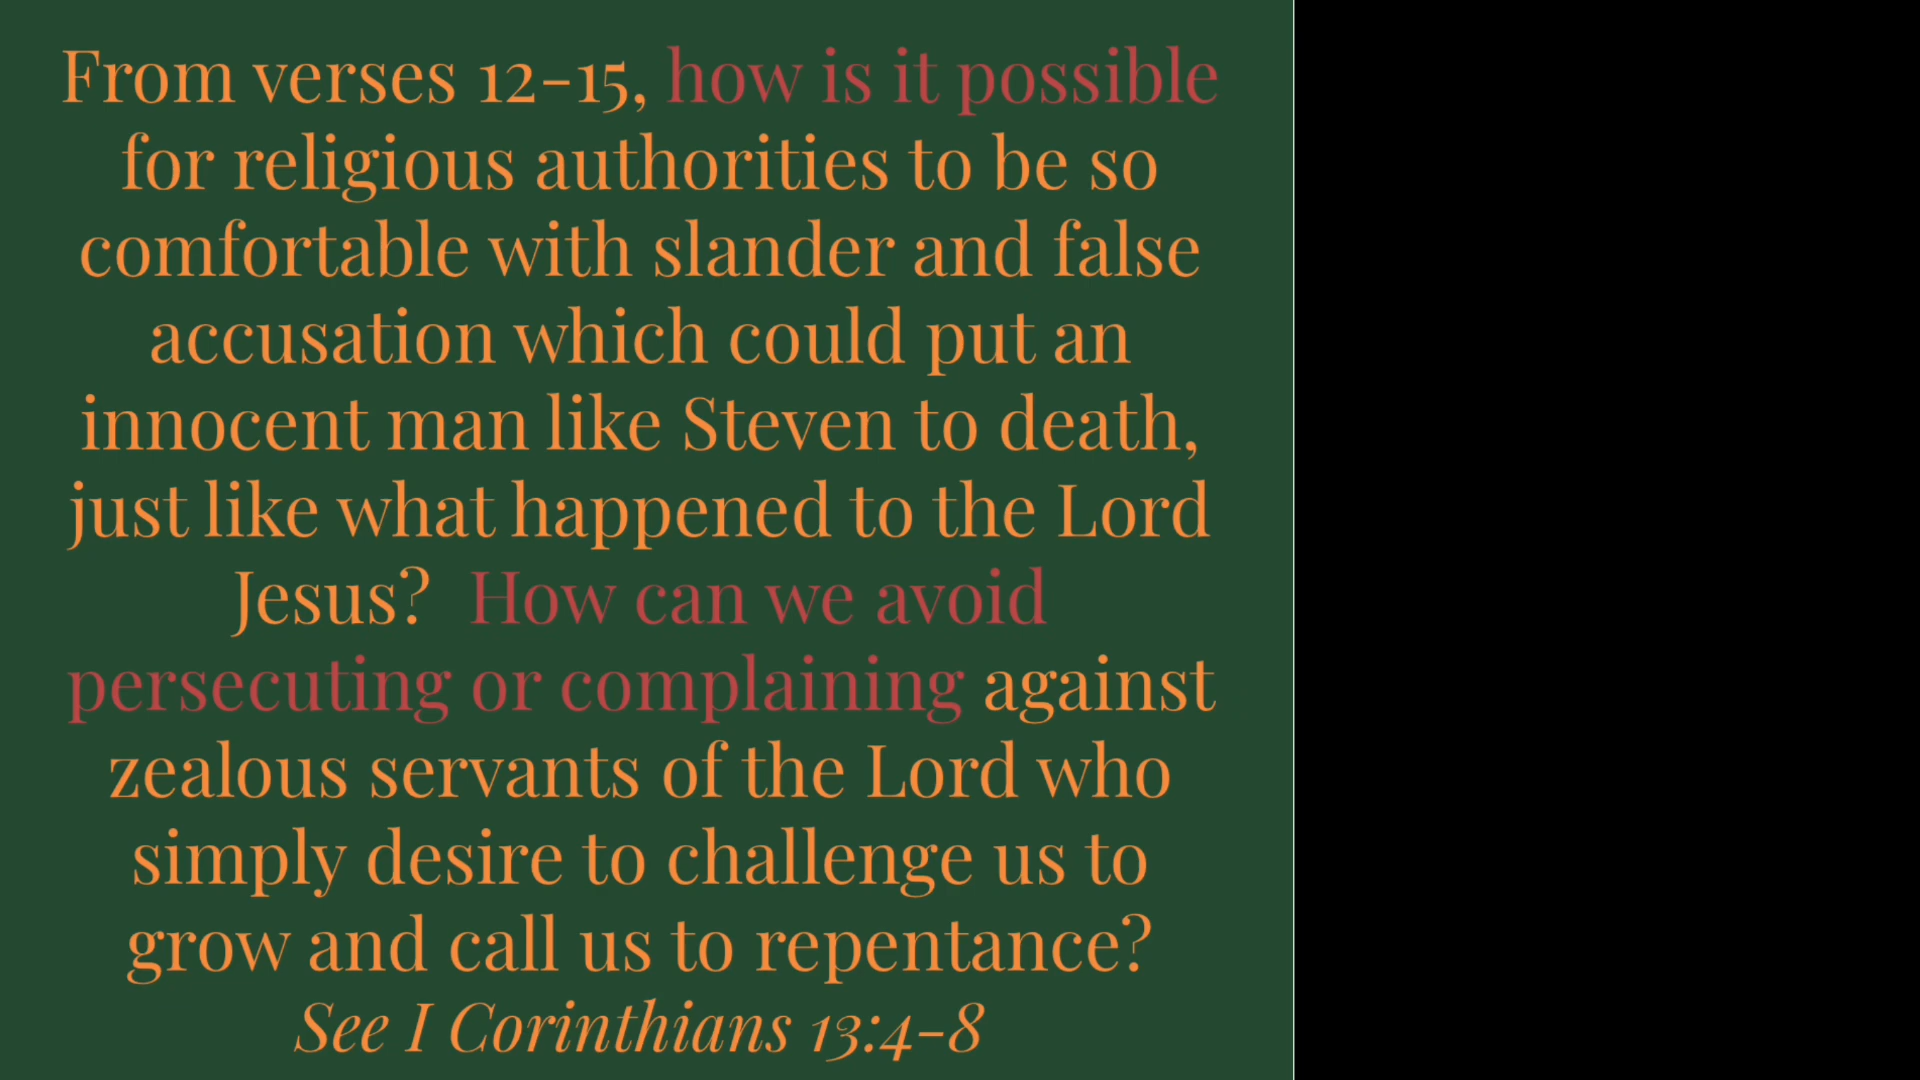 From verses 12-15, how is it possible
for religious authorities to be so
comfortable with slander and false
accusation which could put an
innocent man like Steven to death,
just like what happened to the Lord
Jesus?  How can we avoid
persecuting or complaining against
zealous servants of the Lord who
simply desire to challenge us to
grow and call us to repentance?
See I Corinthians 13:4-8